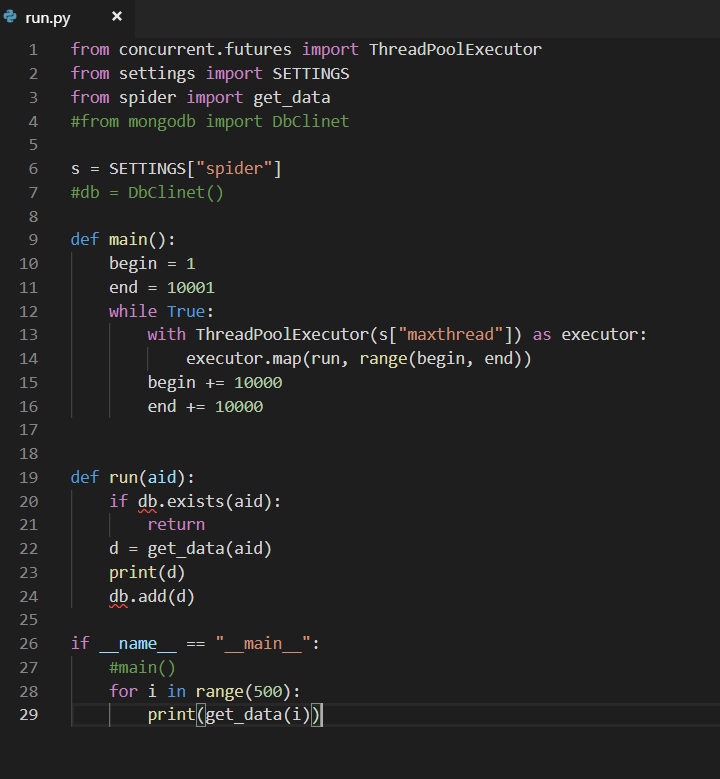 run.py ×
1 from concurrent.futures import ThreadPoolExecutor
2 from settings import SETTINGS
3 from spider import get_data
4 #from mongodb import DbClinet
5
6 s = SETTINGS["spider"]
7 #db = DbClinet()
8
9 def main():
10     begin = 1
11     end = 10001
12     while True:
13         with ThreadPoolExecutor(s["maxthread"]) as executor:
14             executor.map(run, range(begin, end))
15         begin += 10000
16         end += 10000
17
18
19 def run(aid):
20     if db.exists(aid):
21         return
22     d = get_data(aid)
23     print(d)
24     db.add(d)
25
26 if __name__ == "__main__":
27     #main()
28     for i in range(500):
29         print(get_data(i))